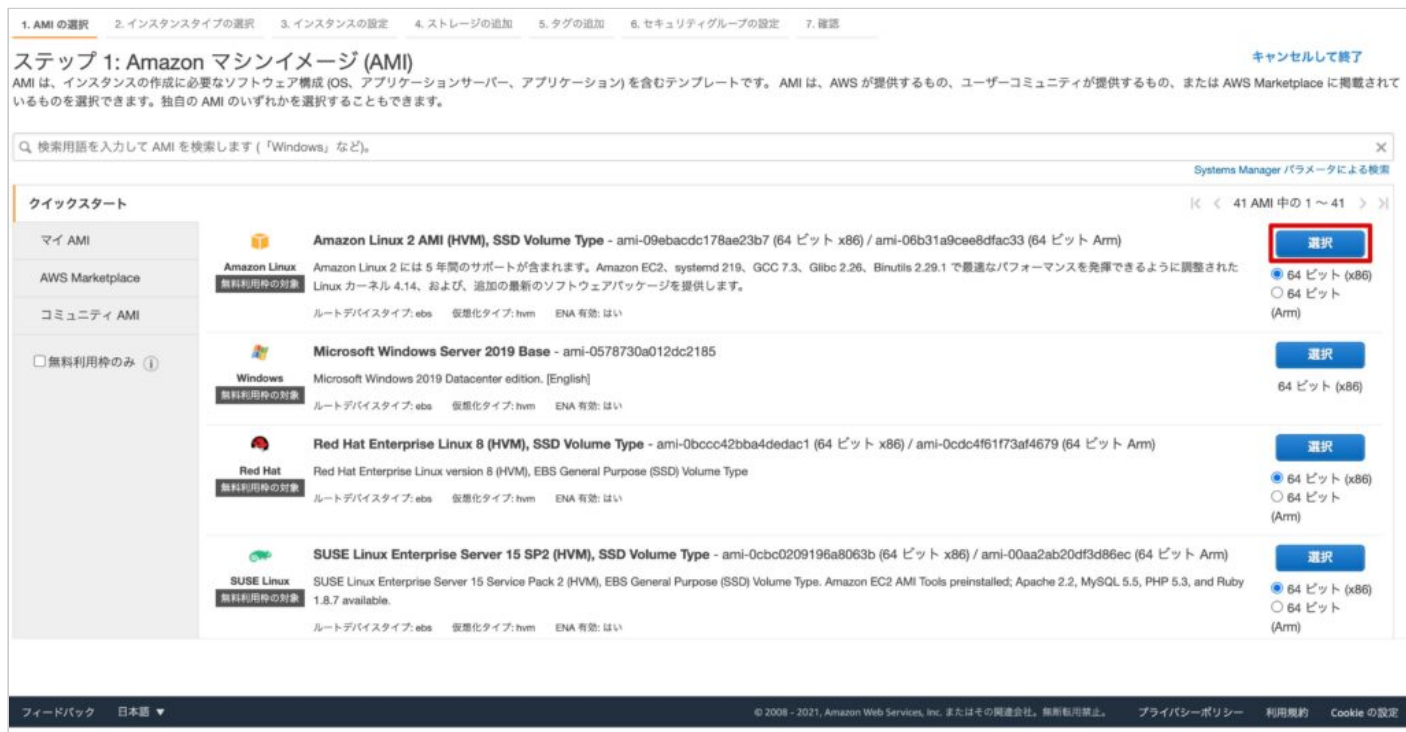 1. AMI の選択 2. インスタンスタイプの選択 3. インスタンスの設定 4. ストレージの追加 5. タグの追加 6. セキュリティグループの設定 7. 確認
ステップ 1: Amazon マシンイメージ (AMI)
キャンセルして終了
AMI は、インスタンスの作成に必要なソフトウェア構成 (OS、アプリケーションサーバー、アプリケーション) を含むテンプレートです。 AMI は、AWS が提供するもの、ユーザーコミュニティが提供するもの、または AWS Marketplace に掲載されて
いるものを選択できます。独自の AMI のいずれかを選択することもできます。
検索用語を入力して AMI を検索します (「Windows」など)。
Systems Manager パラメータによる検索
クイックスタート
41 AMI 中の 1 ～ 41
マイ AMI
AWS Marketplace
コミュニティ AMI
無料利用枠のみ
Amazon Linux
無料利用枠の対象
Amazon Linux 2 AMI (HVM), SSD Volume Type - ami-09ebacdc178ae23b7 (64 ビット x86) / ami-06b31a9cee8dfac33 (64 ビット Arm)
Amazon Linux 2 には 5 年間のサポートが含まれます。Amazon EC2、systemd 219、GCC 7.3、Glibc 2.26、Binutils 2.29.1 で最適なパフォーマンスを発揮できるように調整された
Linux カーネル 4.14、および、追加の最新のソフトウェアパッケージを提供します。
ルートデバイスタイプ: ebs 仮想化タイプ: hvm ENA 有効: はい
選択
64 ビット (x86)
64 ビット
(Arm)
Windows
無料利用枠の対象
Microsoft Windows Server 2019 Base - ami-0578730a012dc2185
Microsoft Windows 2019 Datacenter edition. [English]
ルートデバイスタイプ: ebs 仮想化タイプ: hvm ENA 有効: はい
選択
64 ビット (x86)
Red Hat
無料利用枠の対象
Red Hat Enterprise Linux 8 (HVM), SSD Volume Type - ami-0bccc42bba4dedac1 (64 ビット x86) / ami-0cdc4f61f73af4679 (64 ビット Arm)
Red Hat Enterprise Linux version 8 (HVM), EBS General Purpose (SSD) Volume Type
ルートデバイスタイプ: ebs 仮想化タイプ: hvm ENA 有効: はい
選択
64 ビット (x86)
64 ビット
(Arm)
SUSE Linux
無料利用枠の対象
SUSE Linux Enterprise Server 15 SP2 (HVM), SSD Volume Type - ami-0cbc0209196a8063b (64 ビット x86) / ami-00aa2ab20df3d86ec (64 ビット Arm)
SUSE Linux Enterprise Server 15 Service Pack 2 (HVM), EBS General Purpose (SSD) Volume Type. Amazon EC2 AMI Tools preinstalled; Apache 2.2, MySQL 5.5, PHP 5.3, and Ruby
1.8.7 available.
ルートデバイスタイプ: ebs 仮想化タイプ: hvm ENA 有効: はい
選択
64 ビット (x86)
64 ビット
(Arm)
フィードバック 日本語 ▼ © 2008 - 2021, Amazon Web Services, Inc. またはその関連会社。無断転用禁止。 プライバシーポリシー 利用規約 Cookie の設定